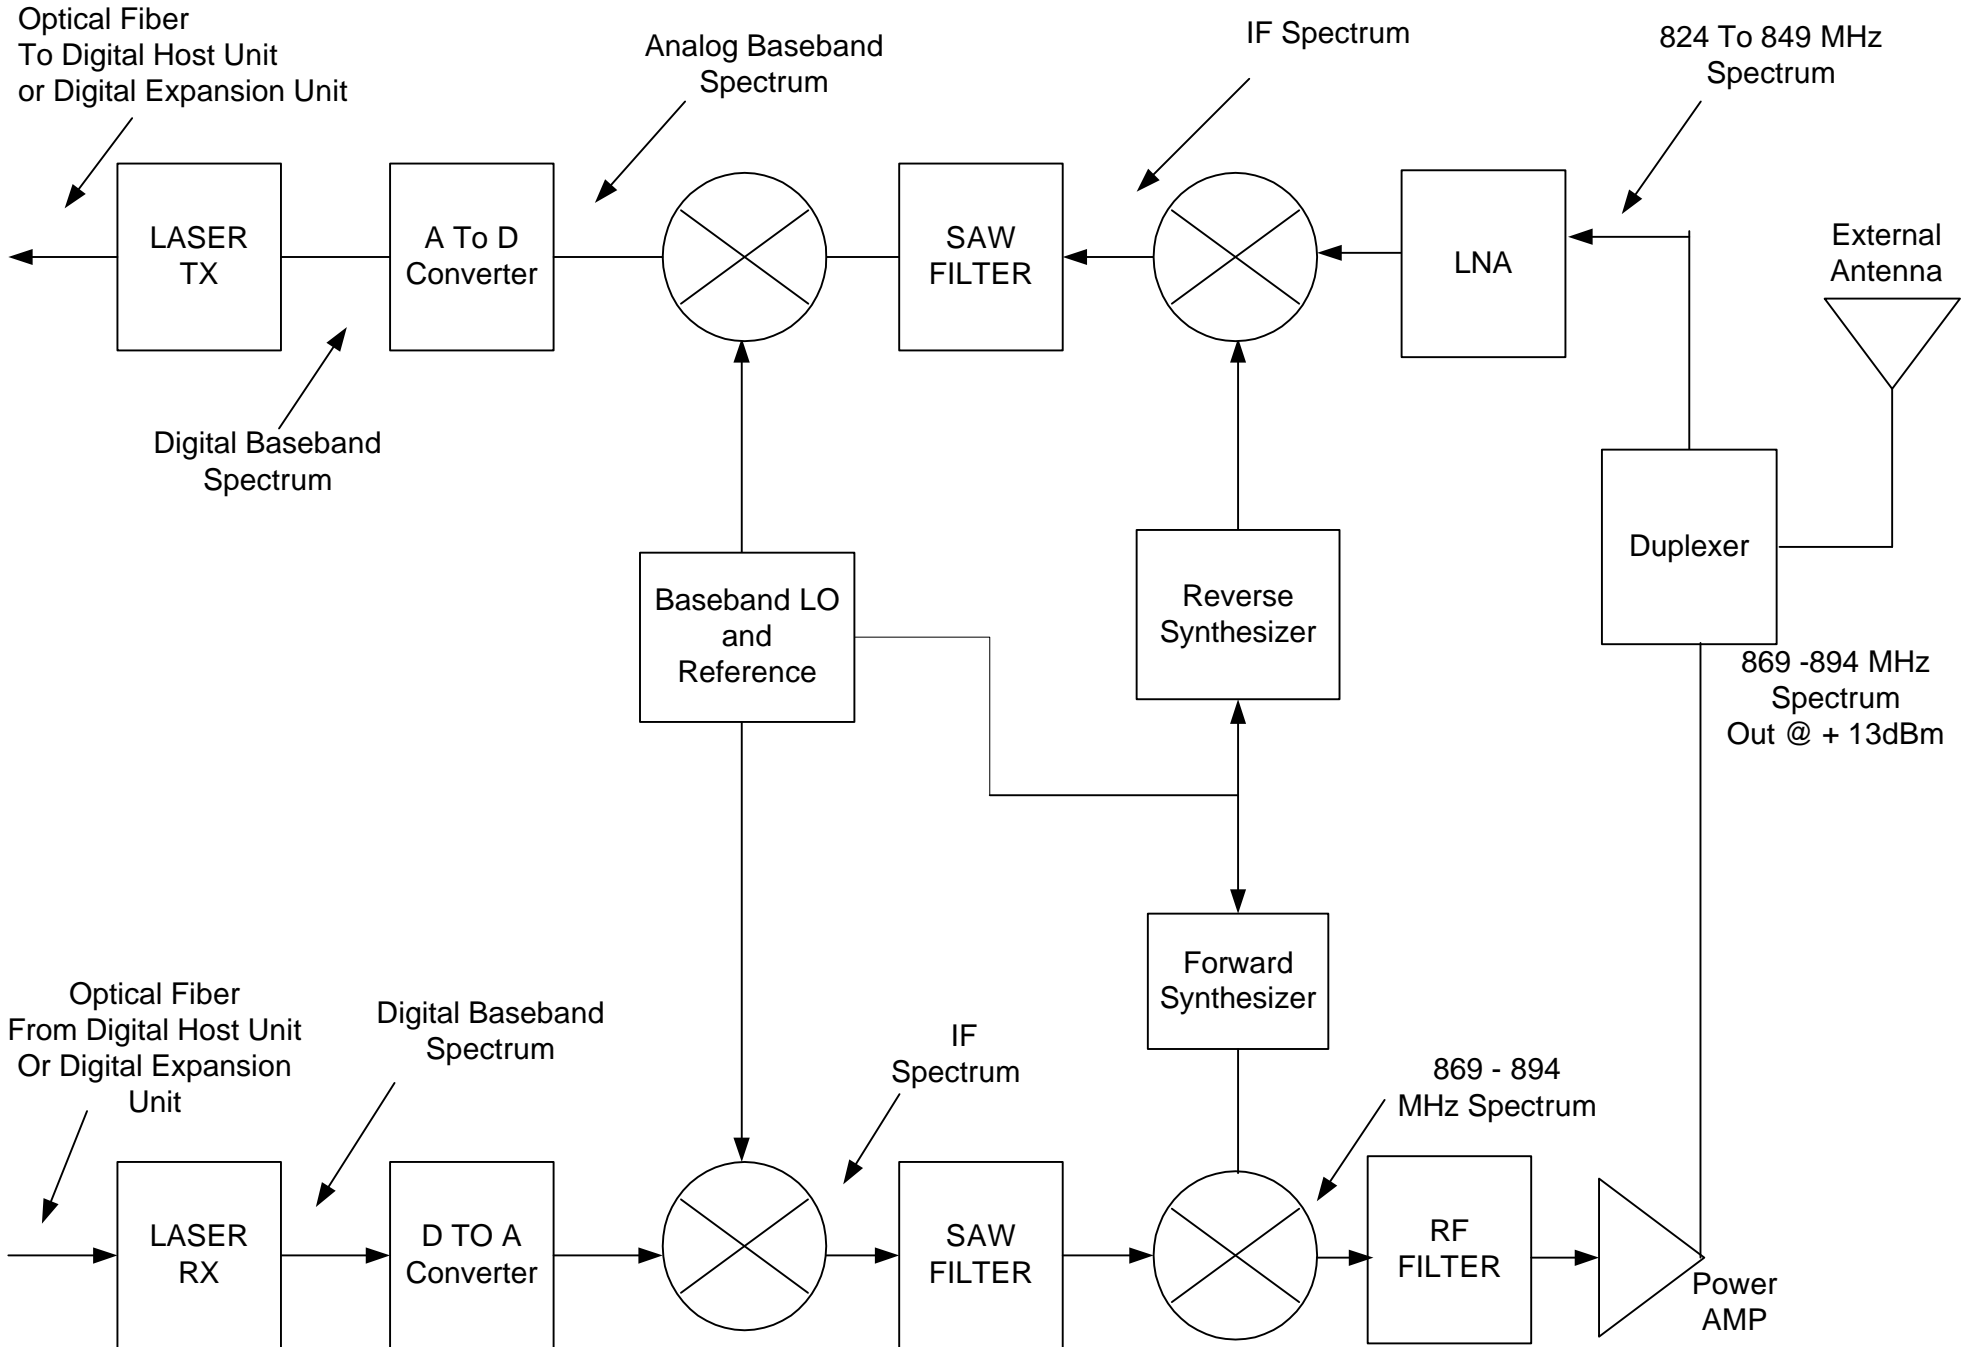 Optical Fiber
To Digital Host Unit
or Digital Expansion Unit
Analog Baseband
Spectrum
IF Spectrum
824 To 849 MHz
Spectrum
LASER
TX
A To D
Converter
SAW
FILTER
LNA
External
Antenna
Digital Baseband
Spectrum
Duplexer
Baseband LO
and
Reference
Reverse
Synthesizer
869 -894 MHz
Spectrum
Out @ + 13dBm
Forward
Synthesizer
Optical Fiber
From Digital Host Unit
Or Digital Expansion
Unit
Digital Baseband
Spectrum
IF
Spectrum
869 - 894
MHz Spectrum
LASER
RX
D TO A
Converter
SAW
FILTER
RF
FILTER
Power
AMP